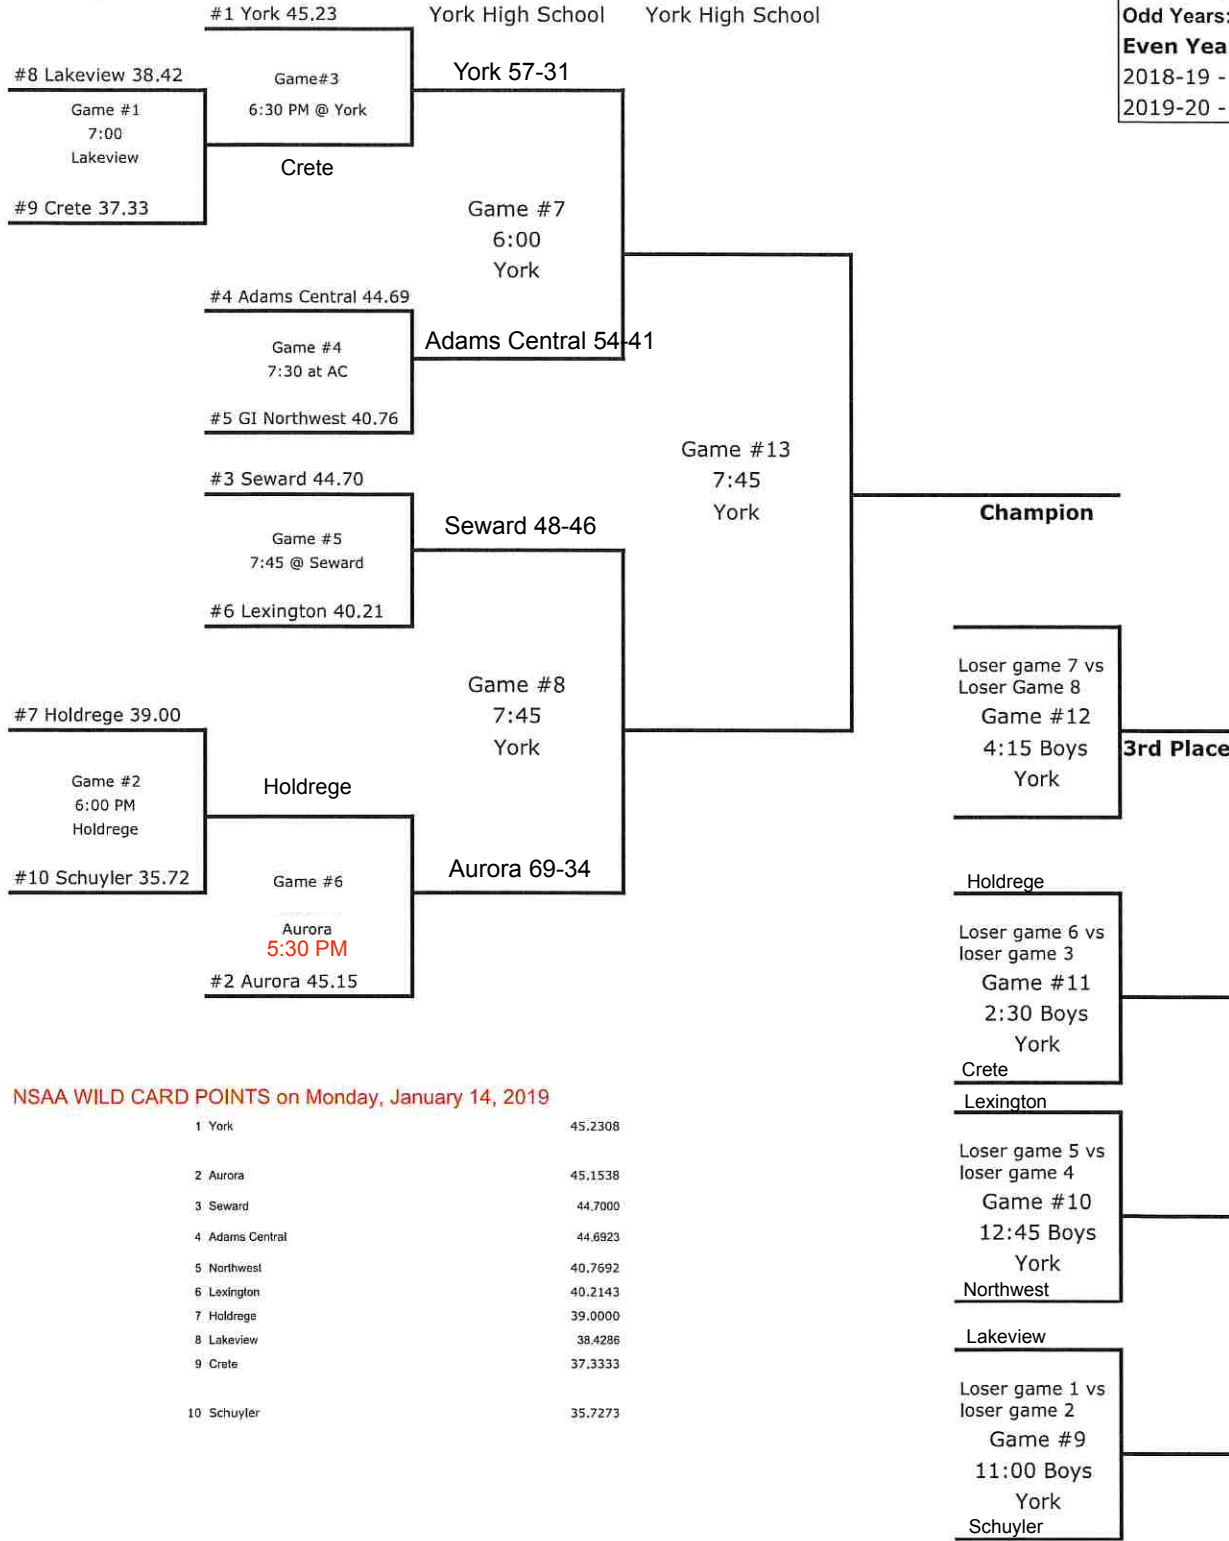 #1 York 45.23
York High School
York High School
Odd Years:
Even Yea
2018-19 -
2019-20 -
#8 Lakeview 38.42
Game #1
7:00
Lakeview
#9 Crete 37.33
Game#3
6:30 PM @ York
Crete
York 57-31
Game #7
6:00
York
#4 Adams Central 44.69
Game #4
7:30 at AC
#5 GI Northwest 40.76
Adams Central 54-41
#3 Seward 44.70
Game #5
7:45 @ Seward
#6 Lexington 40.21
Seward 48-46
Game #13
7:45
York
Champion
Game #8
7:45
York
#7 Holdrege 39.00
Game #2
6:00 PM
Holdrege
#10 Schuyler 35.72
Holdrege
Game #6
Aurora
5:30 PM
#2 Aurora 45.15
Aurora 69-34
Loser game 7 vs
Loser Game 8
Game #12
4:15 Boys
York
3rd Place
Holdrege
Loser game 6 vs
loser game 3
Game #11
2:30 Boys
York
Crete
Lexington
Loser game 5 vs
loser game 4
Game #10
12:45 Boys
York
Northwest
Lakeview
Loser game 1 vs
loser game 2
Game #9
11:00 Boys
York
Schuyler
NSAA WILD CARD POINTS on Monday, January 14, 2019
1 York 45.2308
2 Aurora 45.1538
3 Seward 44.7000
4 Adams Central 44.6923
5 Northwest 40.7692
6 Lexington 40.2143
7 Holdrege 39.0000
8 Lakeview 38.4286
9 Crete 37.3333
10 Schuyler 35.7273